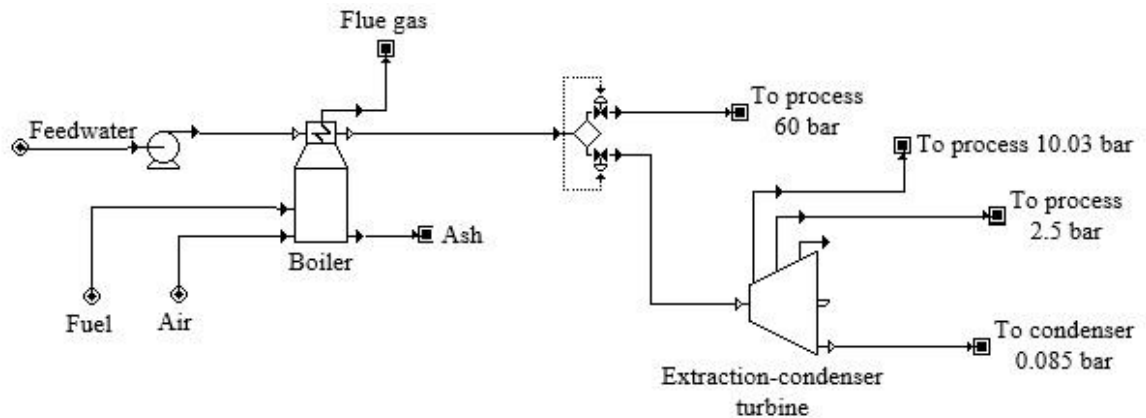 Flue gas
Feedwater
To process
60 bar
To process 10.03 bar
To process
2.5 bar
Ash
Boiler
Fuel
Air
To condenser
0.085 bar
Extraction-condenser
turbine